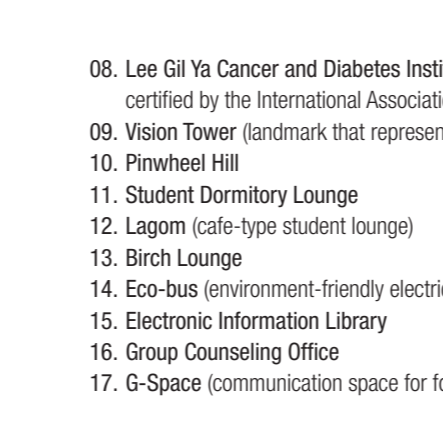 08. Lee Gil Ya Cancer and Diabetes Insti
certified by the International Associati
09. Vision Tower (landmark that represen
10. Pinwheel Hill
11. Student Dormitory Lounge
12. Lagom (cafe-type student lounge)
13. Birch Lounge
14. Eco-bus (environment-friendly electri
15. Electronic Information Library
16. Group Counseling Office
17. G-Space (communication space for fo